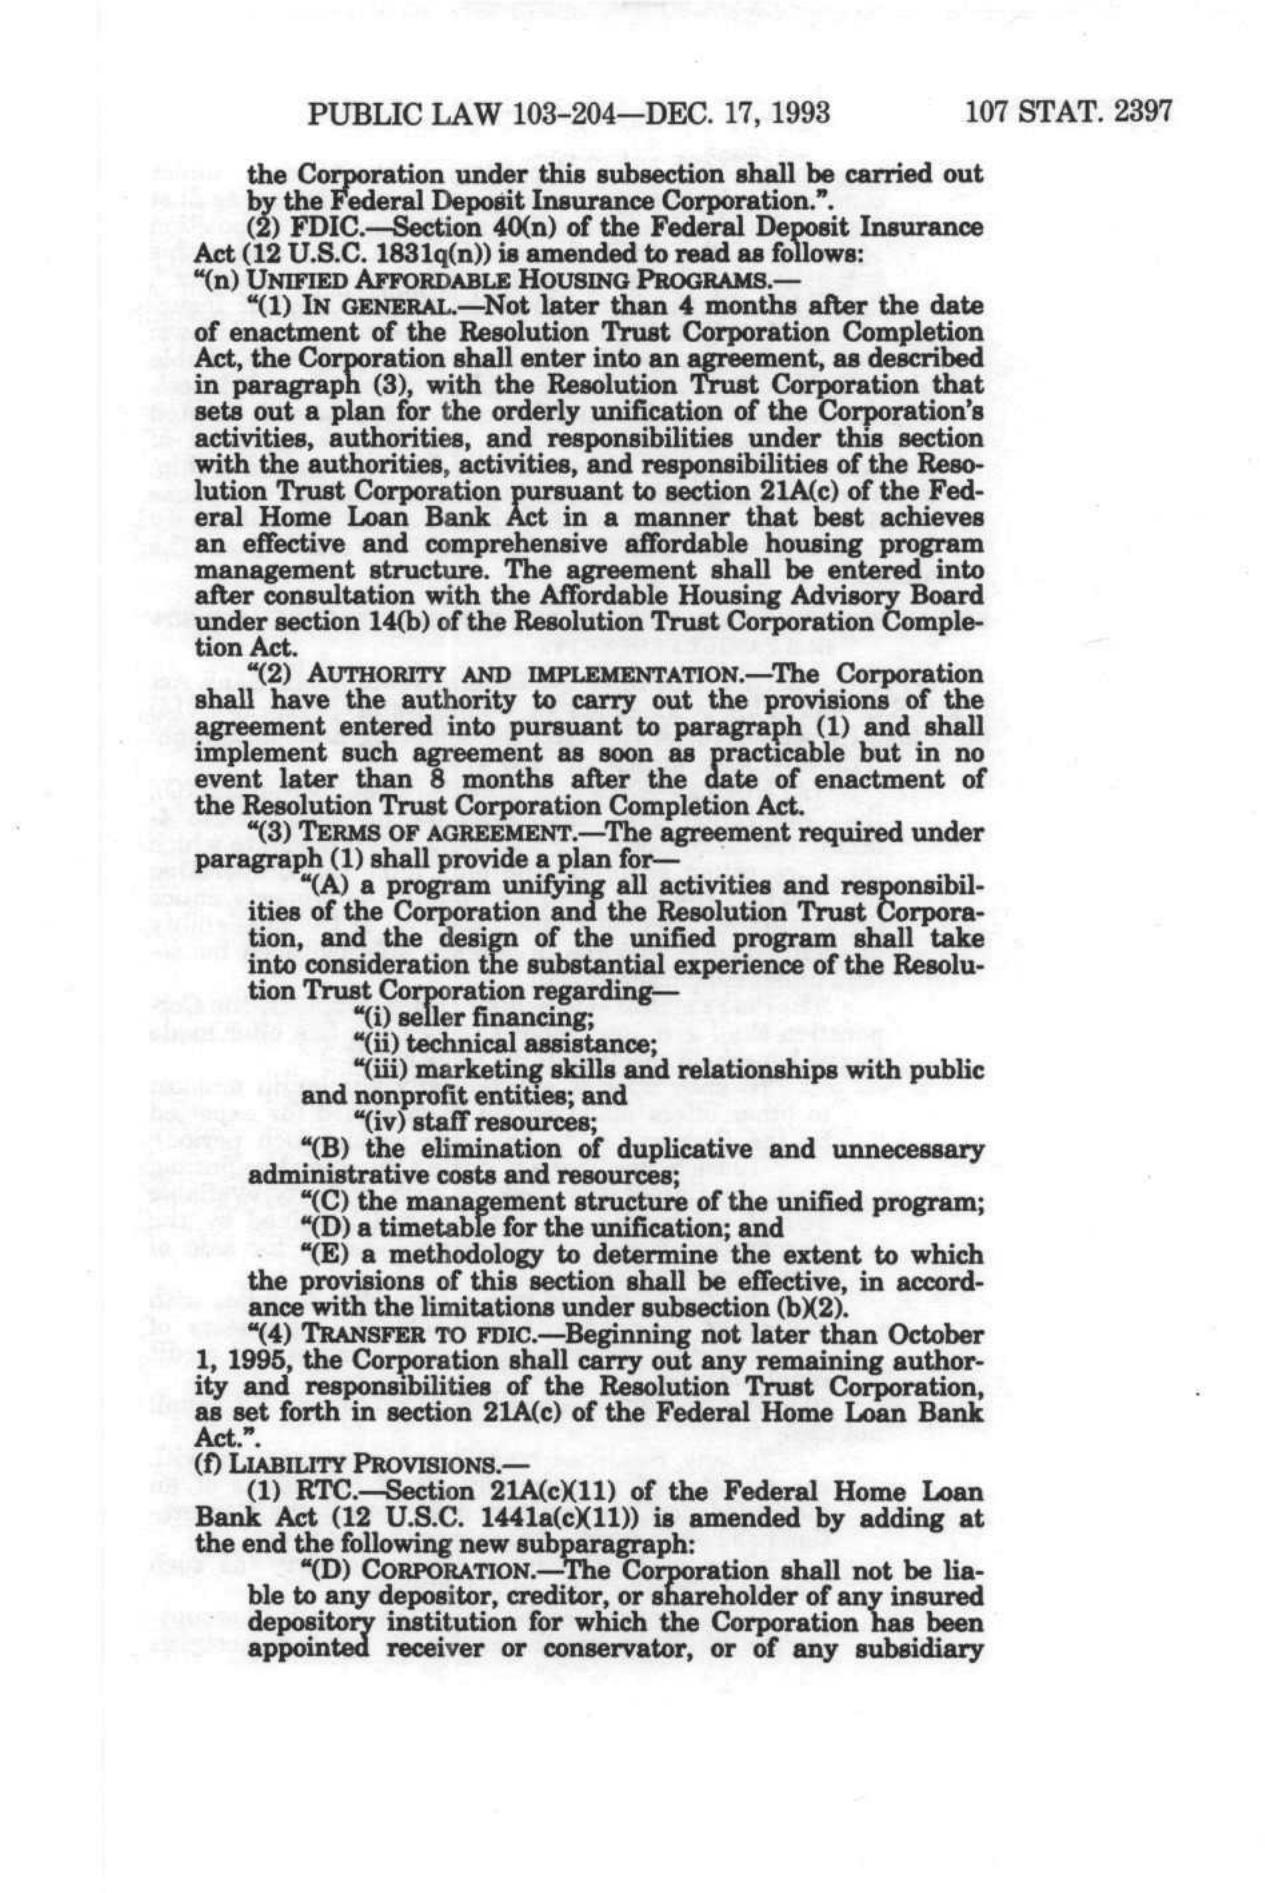 PUBLIC LAW 103–204—DEC. 17, 1993 107 STAT. 2397
the Corporation under this subsection shall be carried out
by the Federal Deposit Insurance Corporation.”.
(2) FDIC.—Section 40(n) of the Federal Deposit Insurance
Act (12 U.S.C. 1831q(n)) is amended to read as follows:
“(n) UNIFIED AFFORDABLE HOUSING PROGRAMS.—
“(1) IN GENERAL.—Not later than 4 months after the date
of enactment of the Resolution Trust Corporation Completion
Act, the Corporation shall enter into an agreement, as described
in paragraph (3), with the Resolution Trust Corporation that
sets out a plan for the orderly unification of the Corporation’s
activities, authorities, and responsibilities under this section
with the authorities, activities, and responsibilities of the Reso-
lution Trust Corporation pursuant to section 21A(c) of the Fed-
eral Home Loan Bank Act in a manner that best achieves
an effective and comprehensive affordable housing program
management structure. The agreement shall be entered into
after consultation with the Affordable Housing Advisory Board
under section 14(b) of the Resolution Trust Corporation Comple-
tion Act.
“(2) AUTHORITY AND IMPLEMENTATION.—The Corporation
shall have the authority to carry out the provisions of the
agreement entered into pursuant to paragraph (1) and shall
implement such agreement as soon as practicable but in no
event later than 8 months after the date of enactment of
the Resolution Trust Corporation Completion Act.
“(3) TERMS OF AGREEMENT.—The agreement required under
paragraph (1) shall provide a plan for—
“(A) a program unifying all activities and responsibil-
ities of the Corporation and the Resolution Trust Corpora-
tion, and the design of the unified program shall take
into consideration the substantial experience of the Resolu-
tion Trust Corporation regarding—
“(i) seller financing;
“(ii) technical assistance;
“(iii) marketing skills and relationships with public
and nonprofit entities; and
“(iv) staff resources;
“(B) the elimination of duplicative and unnecessary
administrative costs and resources;
“(C) the management structure of the unified program;
“(D) a timetable for the unification; and
“(E) a methodology to determine the extent to which
the provisions of this section shall be effective, in accord-
ance with the limitations under subsection (b)(2).
“(4) TRANSFER TO FDIC.—Beginning not later than October
1, 1995, the Corporation shall carry out any remaining author-
ity and responsibilities of the Resolution Trust Corporation,
as set forth in section 21A(c) of the Federal Home Loan Bank
Act.”.
(f) LIABILITY PROVISIONS.—
(1) RTC.—Section 21A(c)(11) of the Federal Home Loan
Bank Act (12 U.S.C. 1441a(c)(11)) is amended by adding at
the end the following new subparagraph:
“(D) CORPORATION.—The Corporation shall not be lia-
ble to any depositor, creditor, or shareholder of any insured
depository institution for which the Corporation has been
appointed receiver or conservator, or of any subsidiary